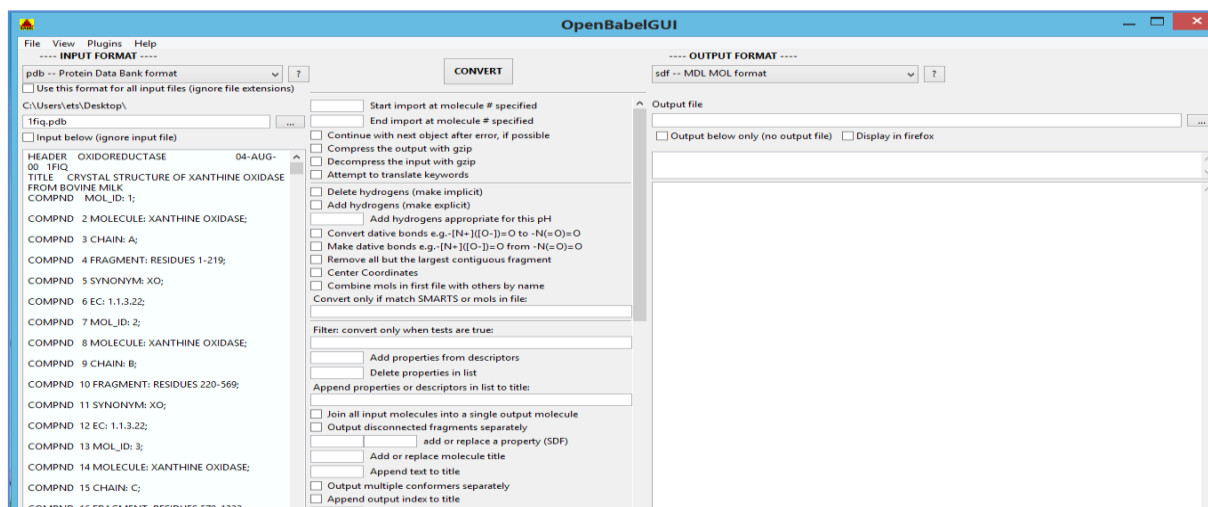 OpenBabelGUI
File View Plugins Help
---- INPUT FORMAT ----
pdb -- Protein Data Bank format
?
Use this format for all input files (ignore file extensions)
C:\Users\ets\Desktop\
1fiq.pdb
...
Input below (ignore input file)
HEADER OXIDOREDUCTASE 04-AUG-
00 1FIQ
TITLE CRYSTAL STRUCTURE OF XANTHINE OXIDASE
FROM BOVINE MILK
COMPND MOL_ID: 1;
COMPND 2 MOLECULE: XANTHINE OXIDASE;
COMPND 3 CHAIN: A;
COMPND 4 FRAGMENT: RESIDUES 1-219;
COMPND 5 SYNONYM: XO;
COMPND 6 EC: 1.1.3.22;
COMPND 7 MOL_ID: 2;
COMPND 8 MOLECULE: XANTHINE OXIDASE;
COMPND 9 CHAIN: B;
COMPND 10 FRAGMENT: RESIDUES 220-569;
COMPND 11 SYNONYM: XO;
COMPND 12 EC: 1.1.3.22;
COMPND 13 MOL_ID: 3;
COMPND 14 MOLECULE: XANTHINE OXIDASE;
COMPND 15 CHAIN: C;
CONVERT
Start import at molecule # specified
End import at molecule # specified
Continue with next object after error, if possible
Compress the output with gzip
Decompress the input with gzip
Attempt to translate keywords
Delete hydrogens (make implicit)
Add hydrogens (make explicit)
Add hydrogens appropriate for this pH
Convert dative bonds e.g.-[N+]([O-])=O to -N(=O)=O
Make dative bonds e.g.-[N+]([O-])=O from -N(=O)=O
Remove all but the largest contiguous fragment
Center Coordinates
Combine mols in first file with others by name
Convert only if match SMARTS or mols in file:
Filter: convert only when tests are true:
Add properties from descriptors
Delete properties in list
Append properties or descriptors in list to title:
Join all input molecules into a single output molecule
Output disconnected fragments separately
add or replace a property (SDF)
Add or replace molecule title
Append text to title
Output multiple conformers separately
Append output index to title
---- OUTPUT FORMAT ----
sdf -- MDL MOL format
?
Output file
...
Output below only (no output file) Display in firefox